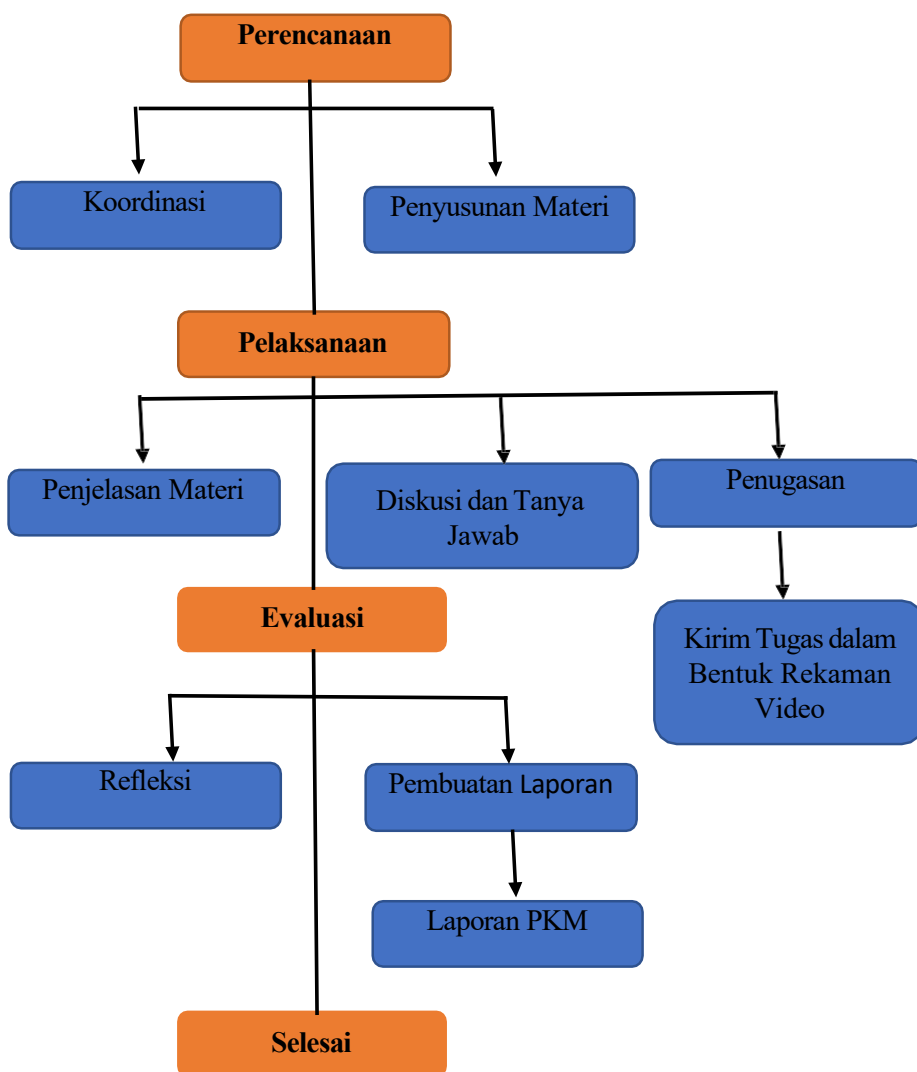 Perencanaan
Koordinasi
Penyusunan Materi
Pelaksanaan
Penjelasan Materi
Diskusi dan Tanya
Jawab
Penugasan
Kirim Tugas dalam
Bentuk Rekaman
Video
Evaluasi
Refleksi
Pembuatan Laporan
Laporan PKM
Selesai